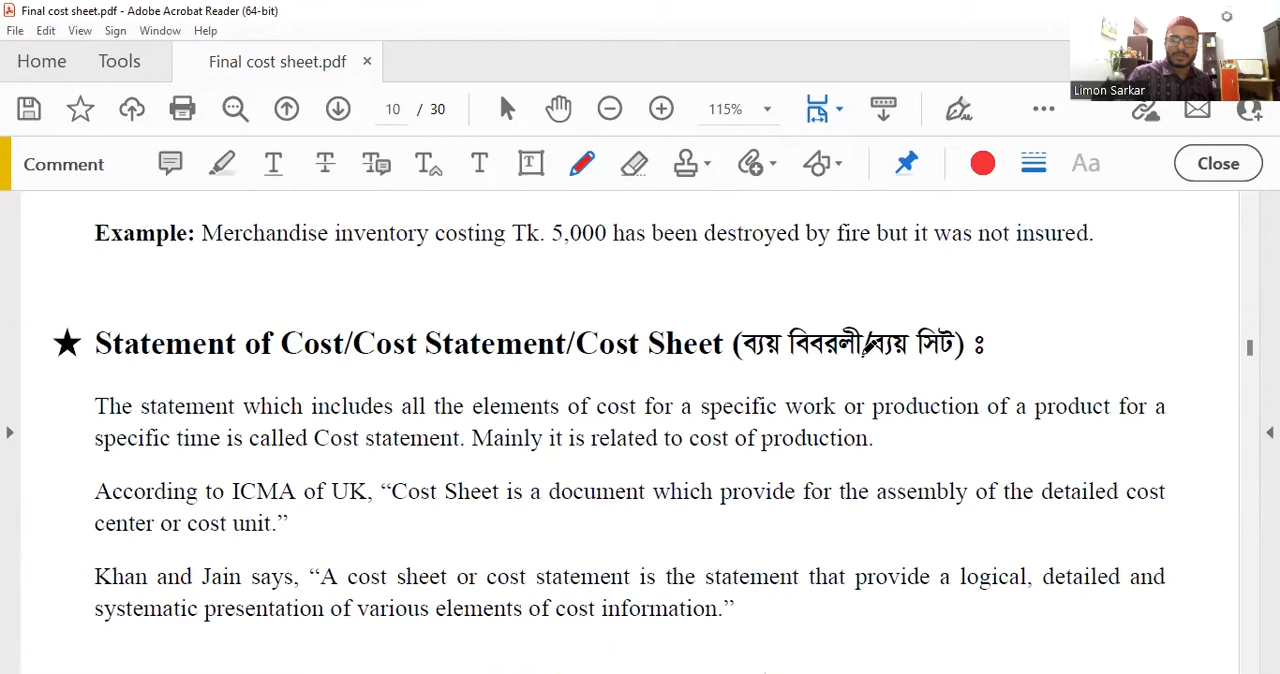 Final cost sheet.pdf - Adobe Acrobat Reader (64-bit)
File Edit View Sign Window Help
Home Tools Final cost sheet.pdf ×
Limon Sarkar
10 / 30 115%
Comment Close
Example: Merchandise inventory costing Tk. 5,000 has been destroyed by fire but it was not insured.
★ Statement of Cost/Cost Statement/Cost Sheet (ব্যয় বিবরলী/ব্যয় সিট) ঃ
The statement which includes all the elements of cost for a specific work or production of a product for a
specific time is called Cost statement. Mainly it is related to cost of production.
According to ICMA of UK, “Cost Sheet is a document which provide for the assembly of the detailed cost
center or cost unit.”
Khan and Jain says, “A cost sheet or cost statement is the statement that provide a logical, detailed and
systematic presentation of various elements of cost information.”